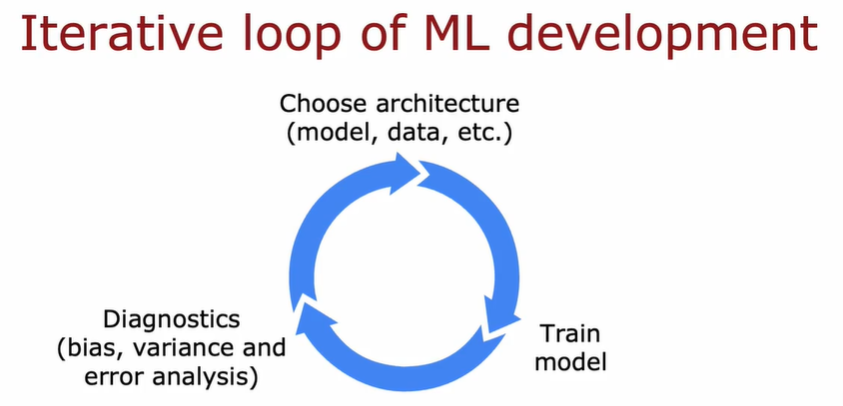 Iterative loop of ML development
Choose architecture
(model, data, etc.)
Train
model
Diagnostics
(bias, variance and
error analysis)